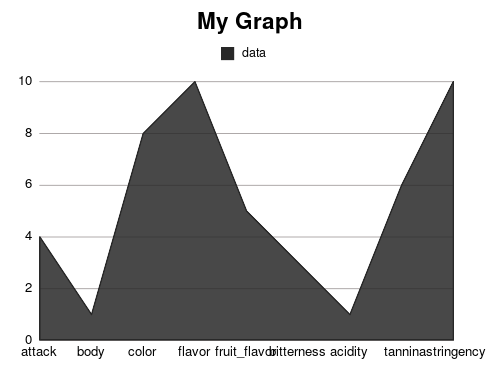 My Graph
data
10
8
6
4
2
0
attack body color flavor fruit_flavor bitterness acidity tannin astringency